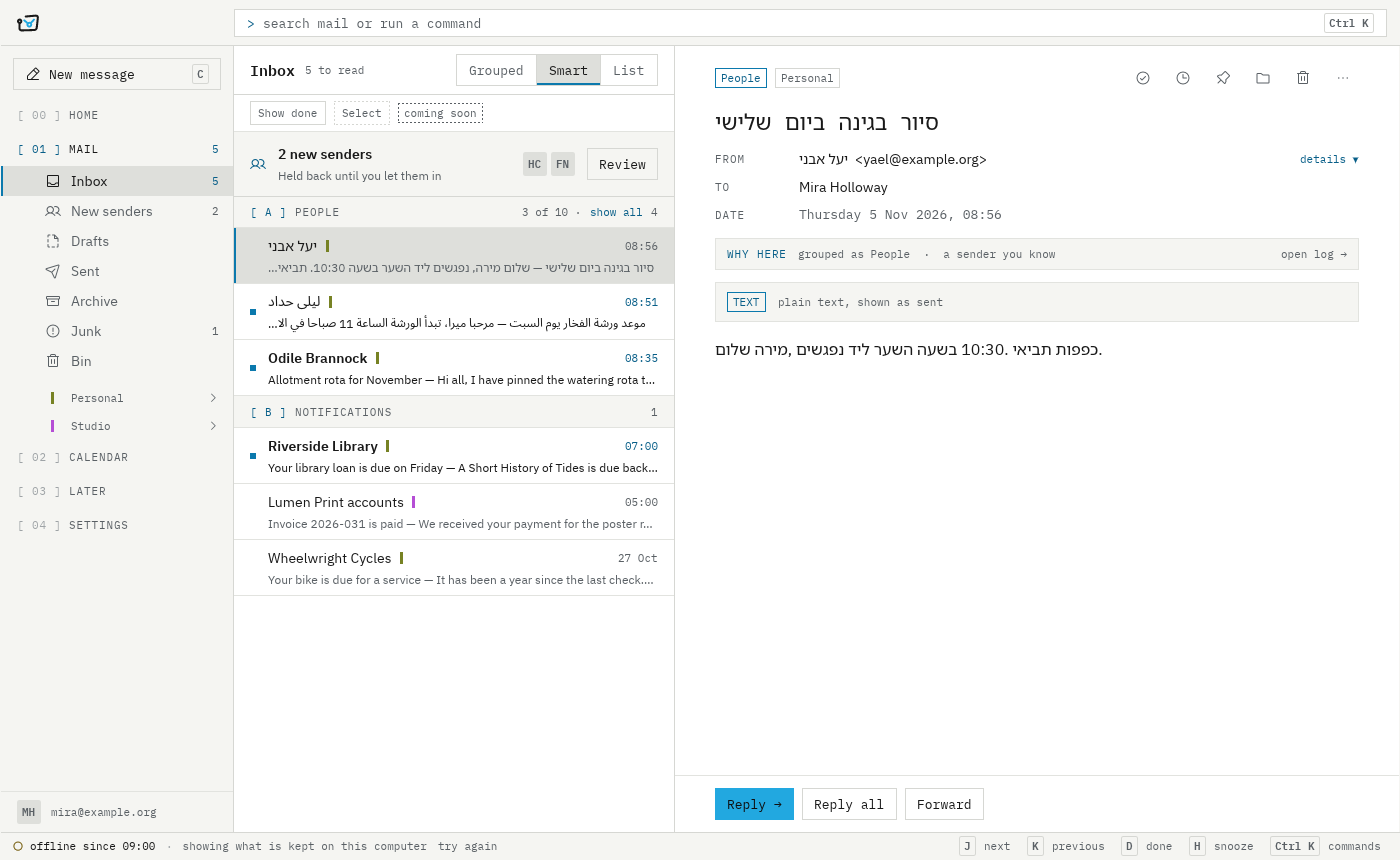 > search mail or run a command
Ctrl K
New message C
[ 00 ] HOME
[ 01 ] MAIL 5
Inbox 5
New senders 2
Drafts
Sent
Archive
Junk 1
Bin
Personal
Studio
[ 02 ] CALENDAR
[ 03 ] LATER
[ 04 ] SETTINGS
MH mira@example.org
Inbox 5 to read
Grouped Smart List
Show done Select coming soon
2 new senders
Held back until you let them in
HC FN Review
[ A ] PEOPLE 3 of 10 · show all 4
יעל אבני 08:56
סיור בגינה ביום שלישי — שלום מירה, נפגשים ליד השער בשעה 10:30. תביאי...
ليلى حداد 08:51
موعد ورشة الفخار يوم السبت — مرحبا ميرا، تبدأ الورشة الساعة 11 صباحا في الا...
Odile Brannock 08:35
Allotment rota for November — Hi all, I have pinned the watering rota t...
[ B ] NOTIFICATIONS 1
Riverside Library 07:00
Your library loan is due on Friday — A Short History of Tides is due back...
Lumen Print accounts 05:00
Invoice 2026-031 is paid — We received your payment for the poster r...
Wheelwright Cycles 27 Oct
Your bike is due for a service — It has been a year since the last check....
People Personal
סיור בגינה ביום שלישי
FROM יעל אבני <yael@example.org> details ▾
TO Mira Holloway
DATE Thursday 5 Nov 2026, 08:56
WHY HERE grouped as People · a sender you know open log →
TEXT plain text, shown as sent
שלום מירה, נפגשים ליד השער בשעה 10:30. תביאי כפפות.
Reply → Reply all Forward
offline since 09:00 · showing what is kept on this computer try again
J next K previous D done H snooze Ctrl K commands